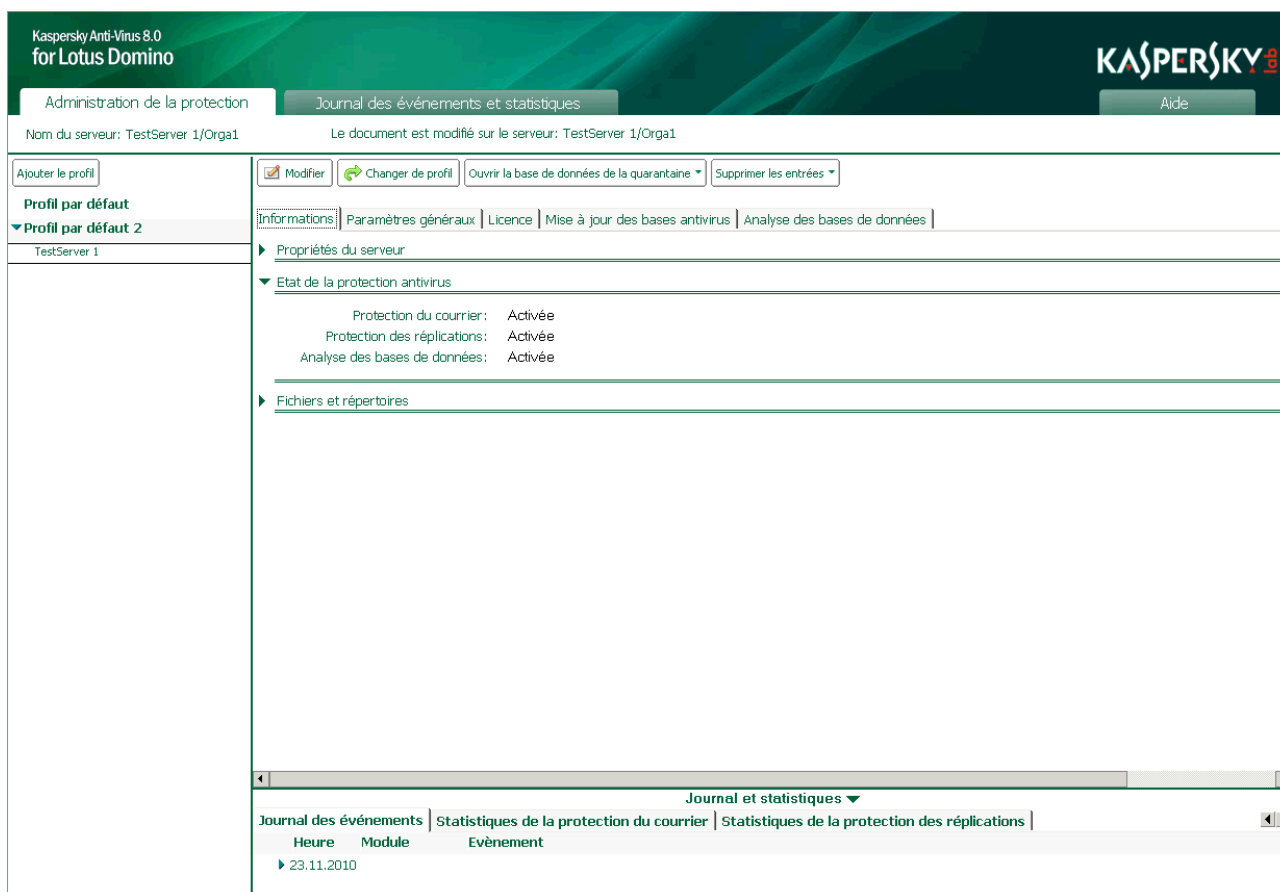 Kaspersky Anti-Virus 8.0
for Lotus Domino
KASPERSKY lab
Administration de la protection
Journal des événements et statistiques
Aide
Nom du serveur: TestServer 1/Orga1
Le document est modifié sur le serveur: TestServer 1/Orga1
Ajouter le profil
Modifier
Changer de profil
Ouvrir la base de données de la quarantaine
Supprimer les entrées
Profil par défaut
Profil par défaut 2
TestServer 1
Informations
Paramètres généraux
Licence
Mise à jour des bases antivirus
Analyse des bases de données
Propriétés du serveur
Etat de la protection antivirus
Protection du courrier: Activée
Protection des réplications: Activée
Analyse des bases de données: Activée
Fichiers et répertoires
Journal et statistiques
Journal des événements
Statistiques de la protection du courrier
Statistiques de la protection des réplications
Heure Module Evènement
23.11.2010